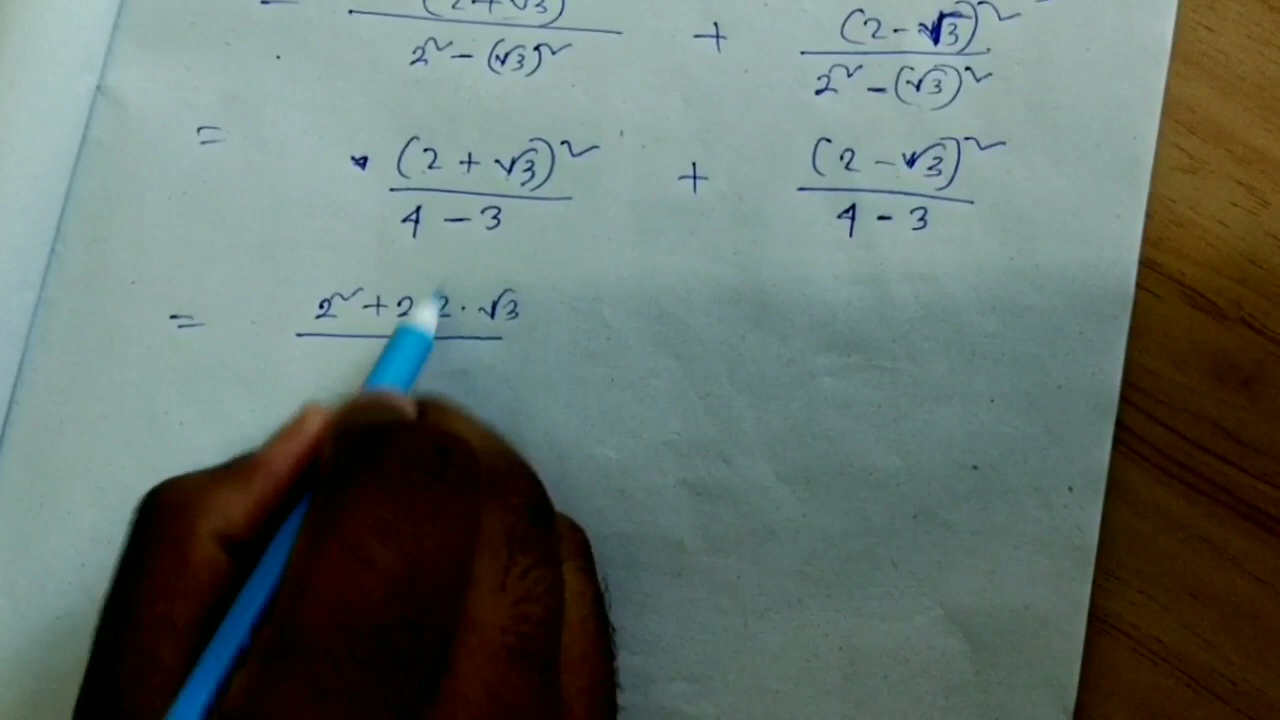 = (2+√3) + (2-√3)²
2² - (√3)² 2² - (√3)²
= (2 + √3)² + (2 - √3)²
4 - 3 4 - 3
= 2² + 2·2·√3